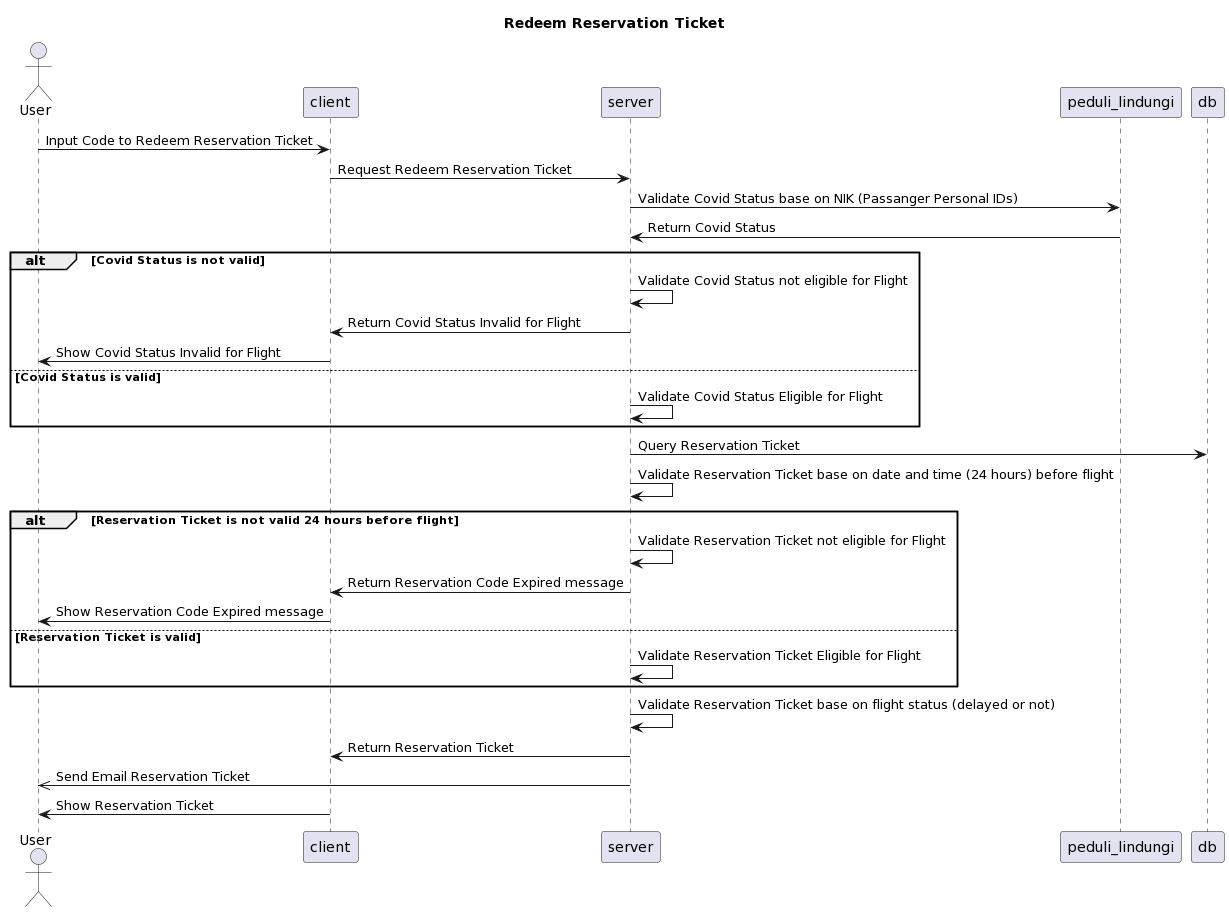 Redeem Reservation Ticket
User
client
server
peduli_lindungi
db
Input Code to Redeem Reservation Ticket
Request Redeem Reservation Ticket
Validate Covid Status base on NIK (Passanger Personal IDs)
Return Covid Status
alt
[Covid Status is not valid]
Validate Covid Status not eligible for Flight
Return Covid Status Invalid for Flight
Show Covid Status Invalid for Flight
[Covid Status is valid]
Validate Covid Status Eligible for Flight
Query Reservation Ticket
Validate Reservation Ticket base on date and time (24 hours) before flight
alt
[Reservation Ticket is not valid 24 hours before flight]
Validate Reservation Ticket not eligible for Flight
Return Reservation Code Expired message
Show Reservation Code Expired message
[Reservation Ticket is valid]
Validate Reservation Ticket Eligible for Flight
Validate Reservation Ticket base on flight status (delayed or not)
Return Reservation Ticket
Send Email Reservation Ticket
Show Reservation Ticket
User
client
server
peduli_lindungi
db